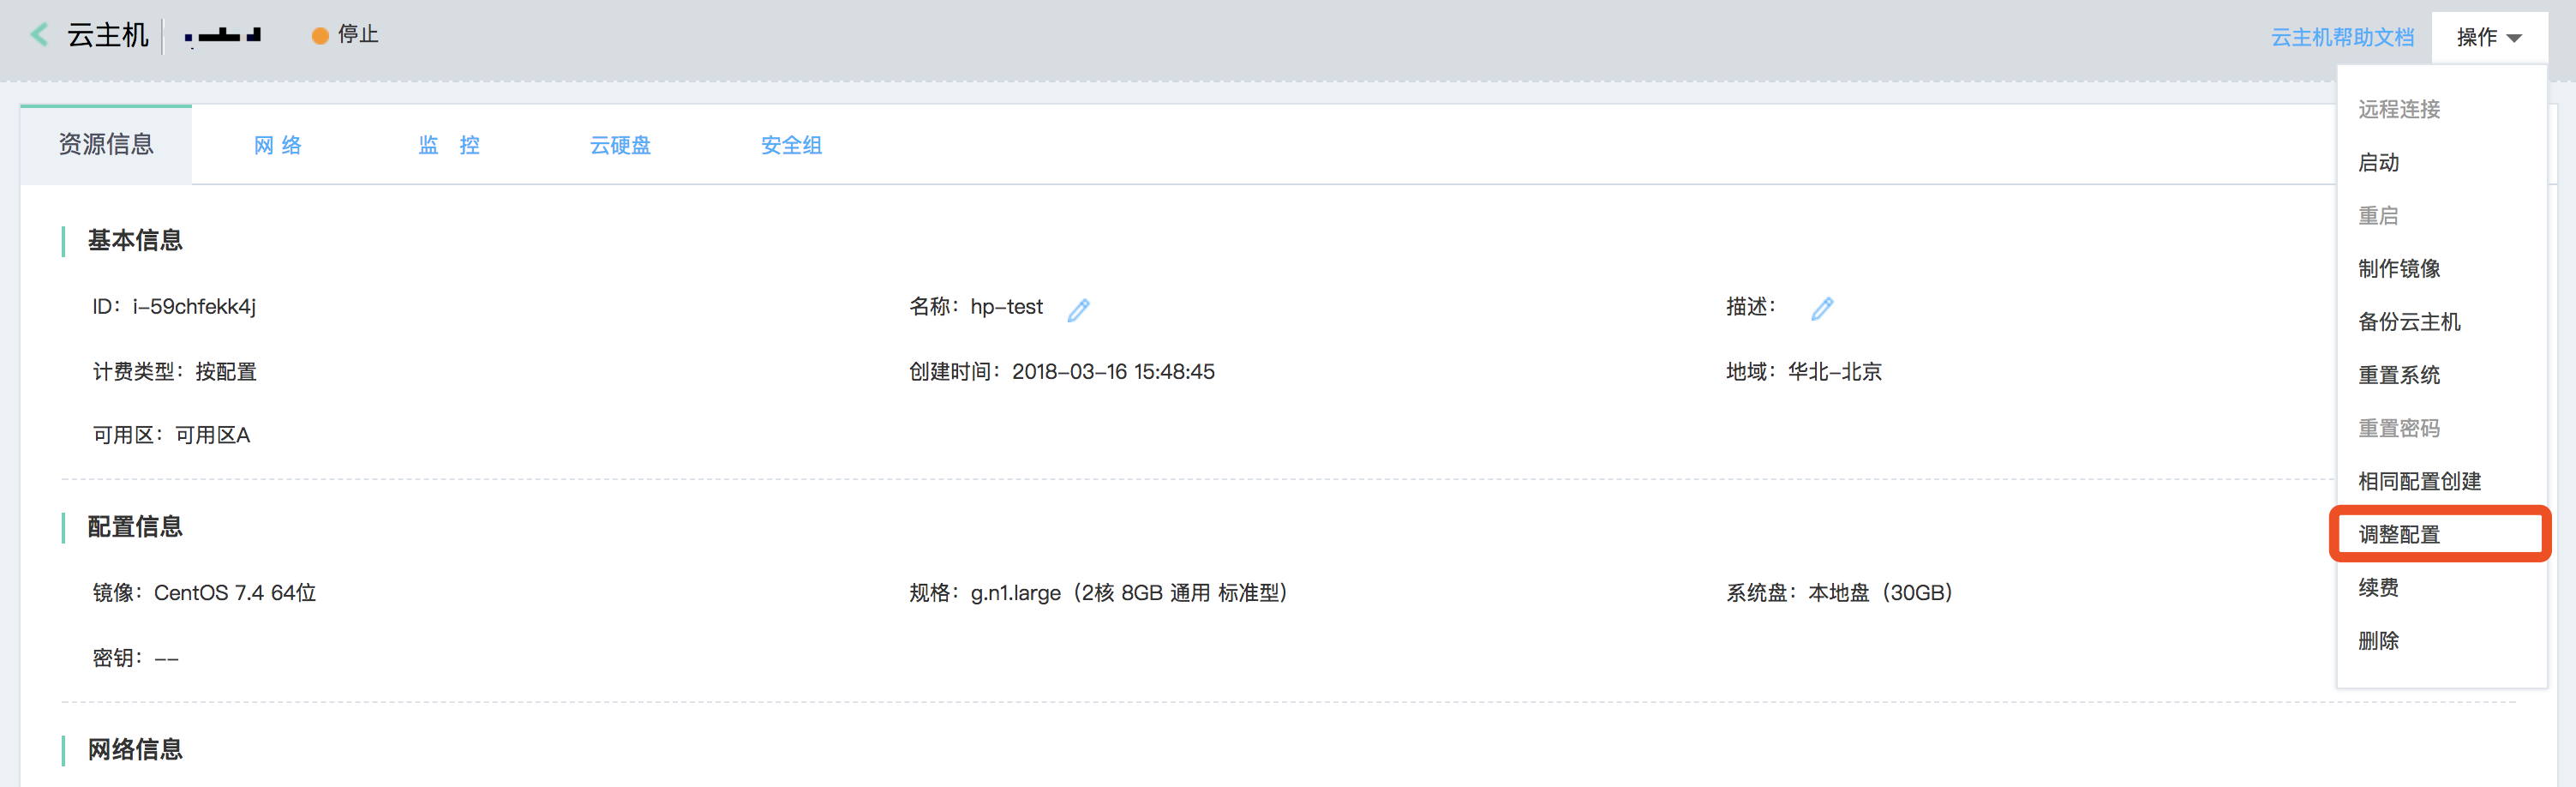 云主机
停止
云主机帮助文档
操作
资源信息
网 络
监 控
云硬盘
安全组
远程连接
启动
重启
制作镜像
备份云主机
重置系统
重置密码
相同配置创建
调整配置
续费
删除
基本信息
ID：i-59chfekk4j
名称：hp-test
描述：
计费类型：按配置
创建时间：2018-03-16 15:48:45
地域：华北-北京
可用区：可用区A
配置信息
镜像：CentOS 7.4 64位
规格：g.n1.large（2核 8GB 通用 标准型）
系统盘：本地盘（30GB）
密钥：--
网络信息